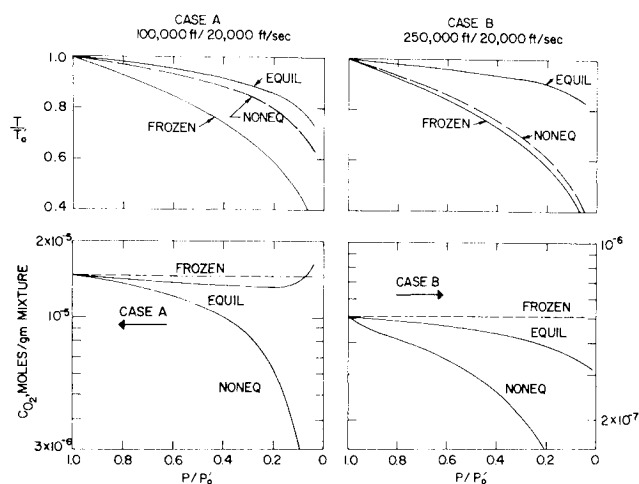 CASE A
100,000 ft/20,000 ft/sec
CASE B
250,000 ft/20,000 ft/sec
1.0
0.8
0.6
0.4
T/T₀'
EQUIL
NONEQ
FROZEN
EQUIL
NONEQ
FROZEN
2×10⁻⁵
10⁻⁵
3×10⁻⁶
C_O₂, MOLES/gm MIXTURE
FROZEN
EQUIL
CASE A
NONEQ
1.0 0.8 0.6 0.4 0.2 0
P/P₀'
10⁻⁶
2×10⁻⁷
CASE B
FROZEN
EQUIL
NONEQ
1.0 0.8 0.6 0.4 0.2 0
P/P₀'